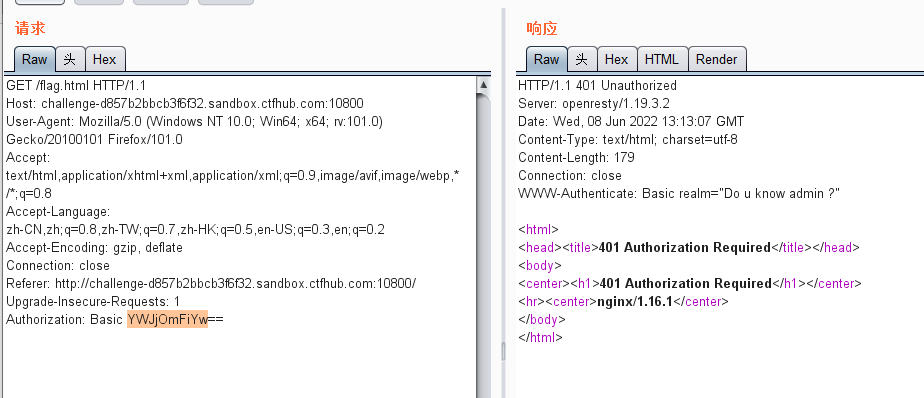 请求
Raw 头 Hex
GET /flag.html HTTP/1.1
Host: challenge-d857b2bbcb3f6f32.sandbox.ctfhub.com:10800
User-Agent: Mozilla/5.0 (Windows NT 10.0; Win64; x64; rv:101.0)
Gecko/20100101 Firefox/101.0
Accept:
text/html,application/xhtml+xml,application/xml;q=0.9,image/avif,image/webp,*
/*;q=0.8
Accept-Language:
zh-CN,zh;q=0.8,zh-TW;q=0.7,zh-HK;q=0.5,en-US;q=0.3,en;q=0.2
Accept-Encoding: gzip, deflate
Connection: close
Referer: http://challenge-d857b2bbcb3f6f32.sandbox.ctfhub.com:10800/
Upgrade-Insecure-Requests: 1
Authorization: Basic YWJjOmFiYw==
响应
Raw 头 Hex HTML Render
HTTP/1.1 401 Unauthorized
Server: openresty/1.19.3.2
Date: Wed, 08 Jun 2022 13:13:07 GMT
Content-Type: text/html; charset=utf-8
Content-Length: 179
Connection: close
WWW-Authenticate: Basic realm="Do u know admin ?"
<html>
<head><title>401 Authorization Required</title></head>
<body>
<center><h1>401 Authorization Required</h1></center>
<hr><center>nginx/1.16.1</center>
</body>
</html>